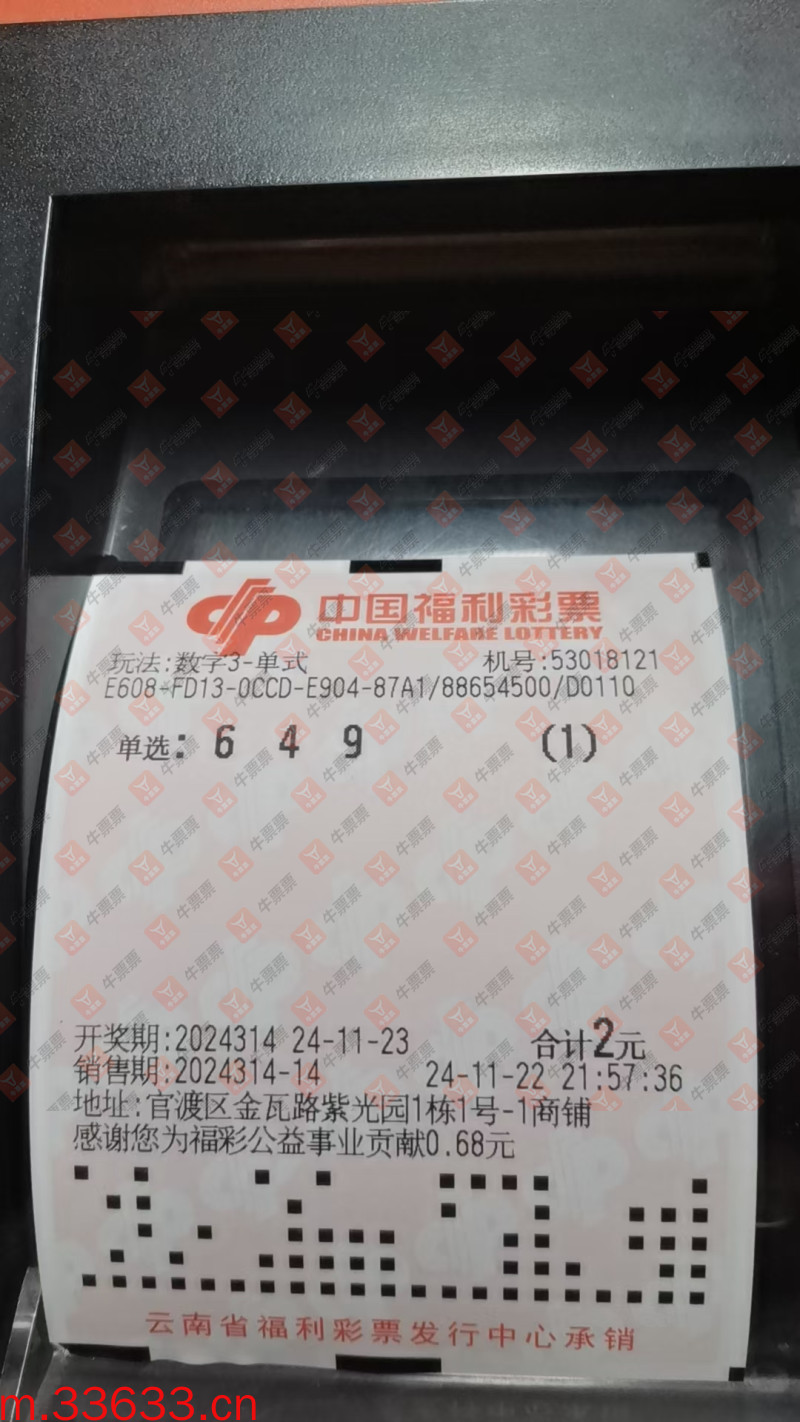 中国福利彩票
CHINA WELFARE LOTTERY
玩法:数字3-单式 机号:53018121
E608-FD13-0CCD-E904-87A1/88654500/D0110
单选: 6 4 9 (1)
开奖期:2024314 24-11-23 合计2元
销售期:2024314-14 24-11-22 21:57:36
地址:官渡区金瓦路紫光园1栋1号-1商铺
感谢您为福彩公益事业贡献0.68元
云南省福利彩票发行中心承销
牛票票
m.33633.cn